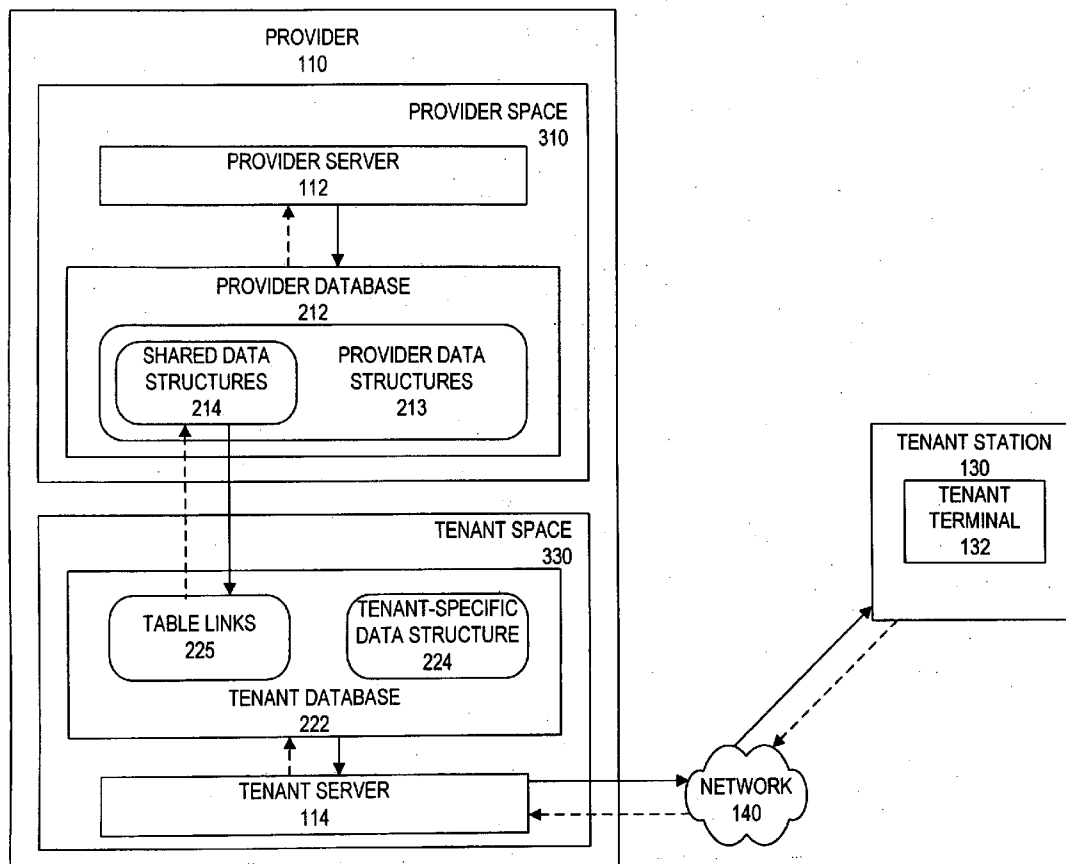 PROVIDER
110
PROVIDER SPACE
310
PROVIDER SERVER
112
PROVIDER DATABASE
212
SHARED DATA
STRUCTURES
214
PROVIDER DATA
STRUCTURES
213
TENANT SPACE
330
TABLE LINKS
225
TENANT-SPECIFIC
DATA STRUCTURE
224
TENANT DATABASE
222
TENANT SERVER
114
TENANT STATION
130
TENANT
TERMINAL
132
NETWORK
140